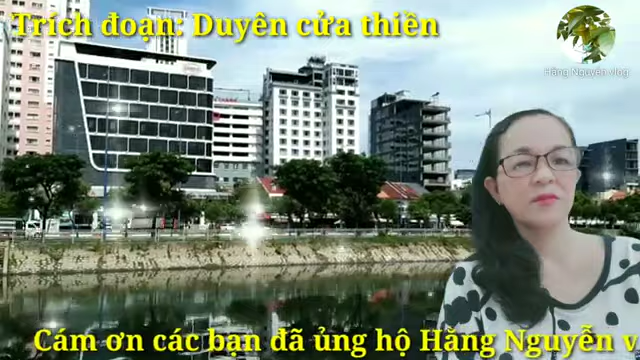 Trích đoạn: Duyên cửa thiền
Hằng Nguyễn vlog
Cám ơn các bạn đã ủng hộ Hằng Nguyễn v